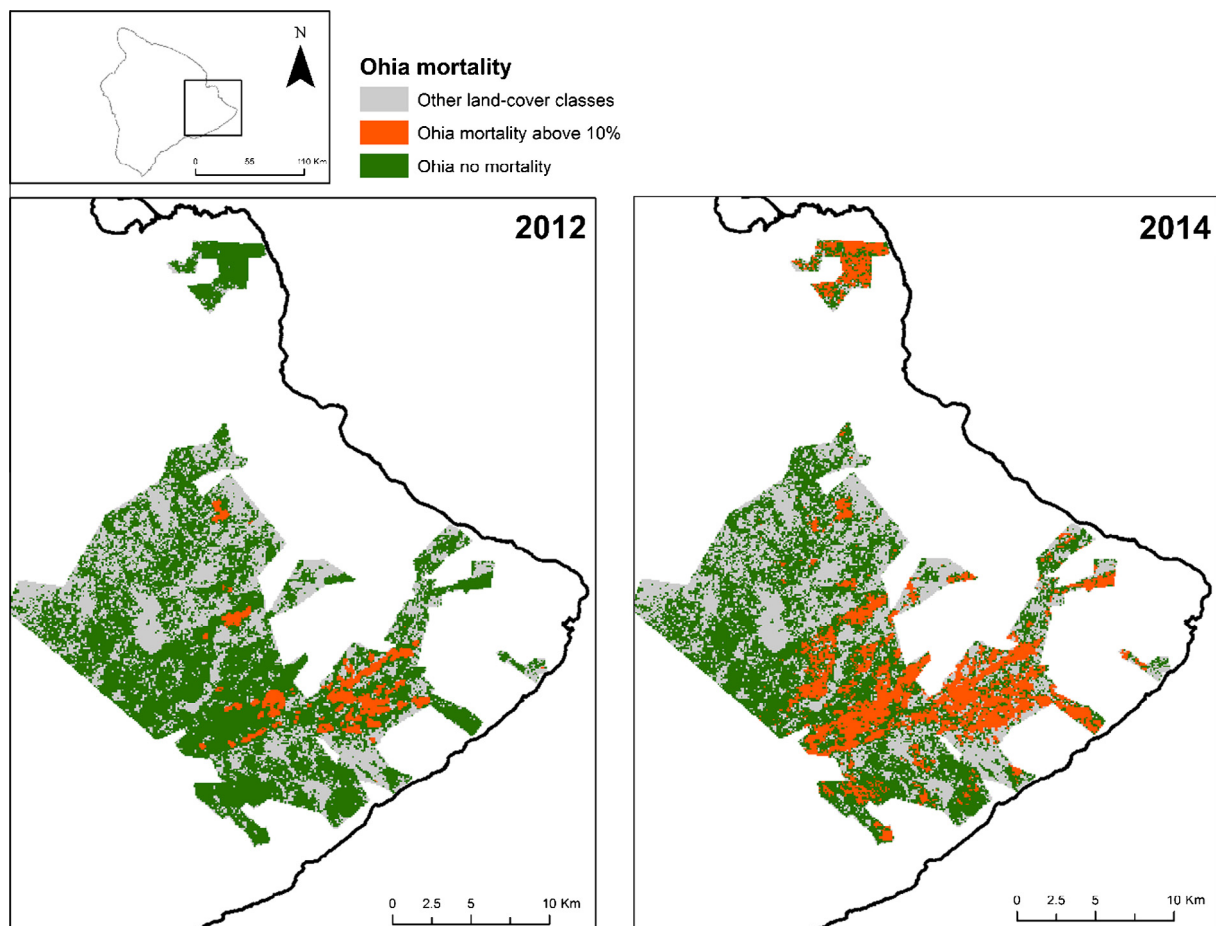 N
0 55 110 Km
Ohia mortality
Other land-cover classes
Ohia mortality above 10%
Ohia no mortality
2012
0 2.5 5 10 Km
2014
0 2.5 5 10 Km